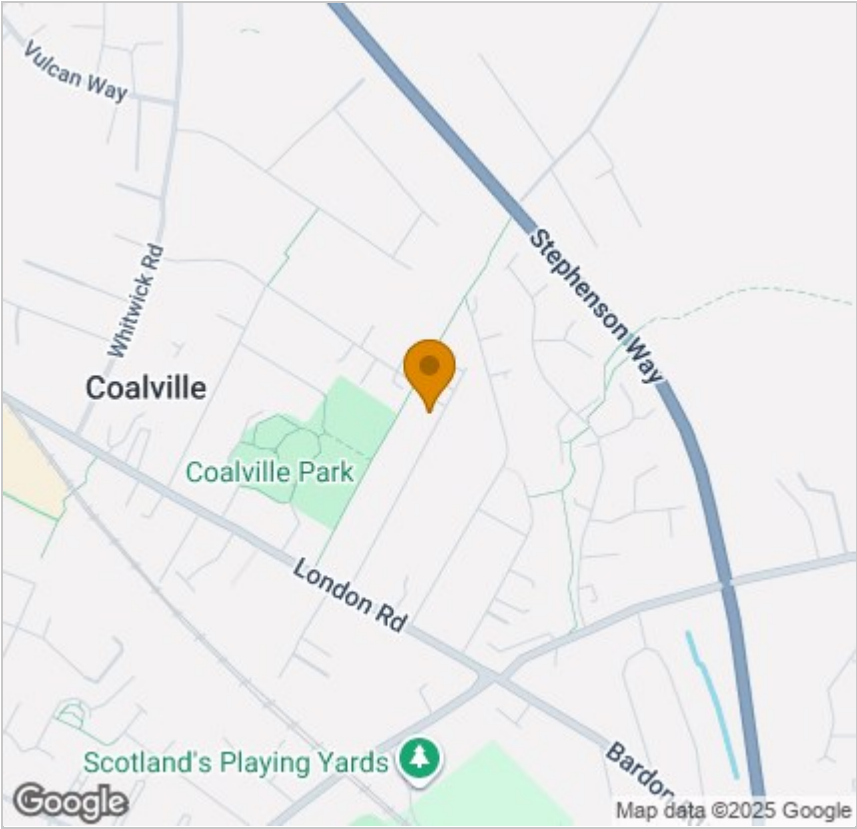 Vulcan Way
Whitwick Rd
Stephenson Way
Coalville
Coalville Park
London Rd
Scotland's Playing Yards
Bardon
Google
Map data ©2025 Google